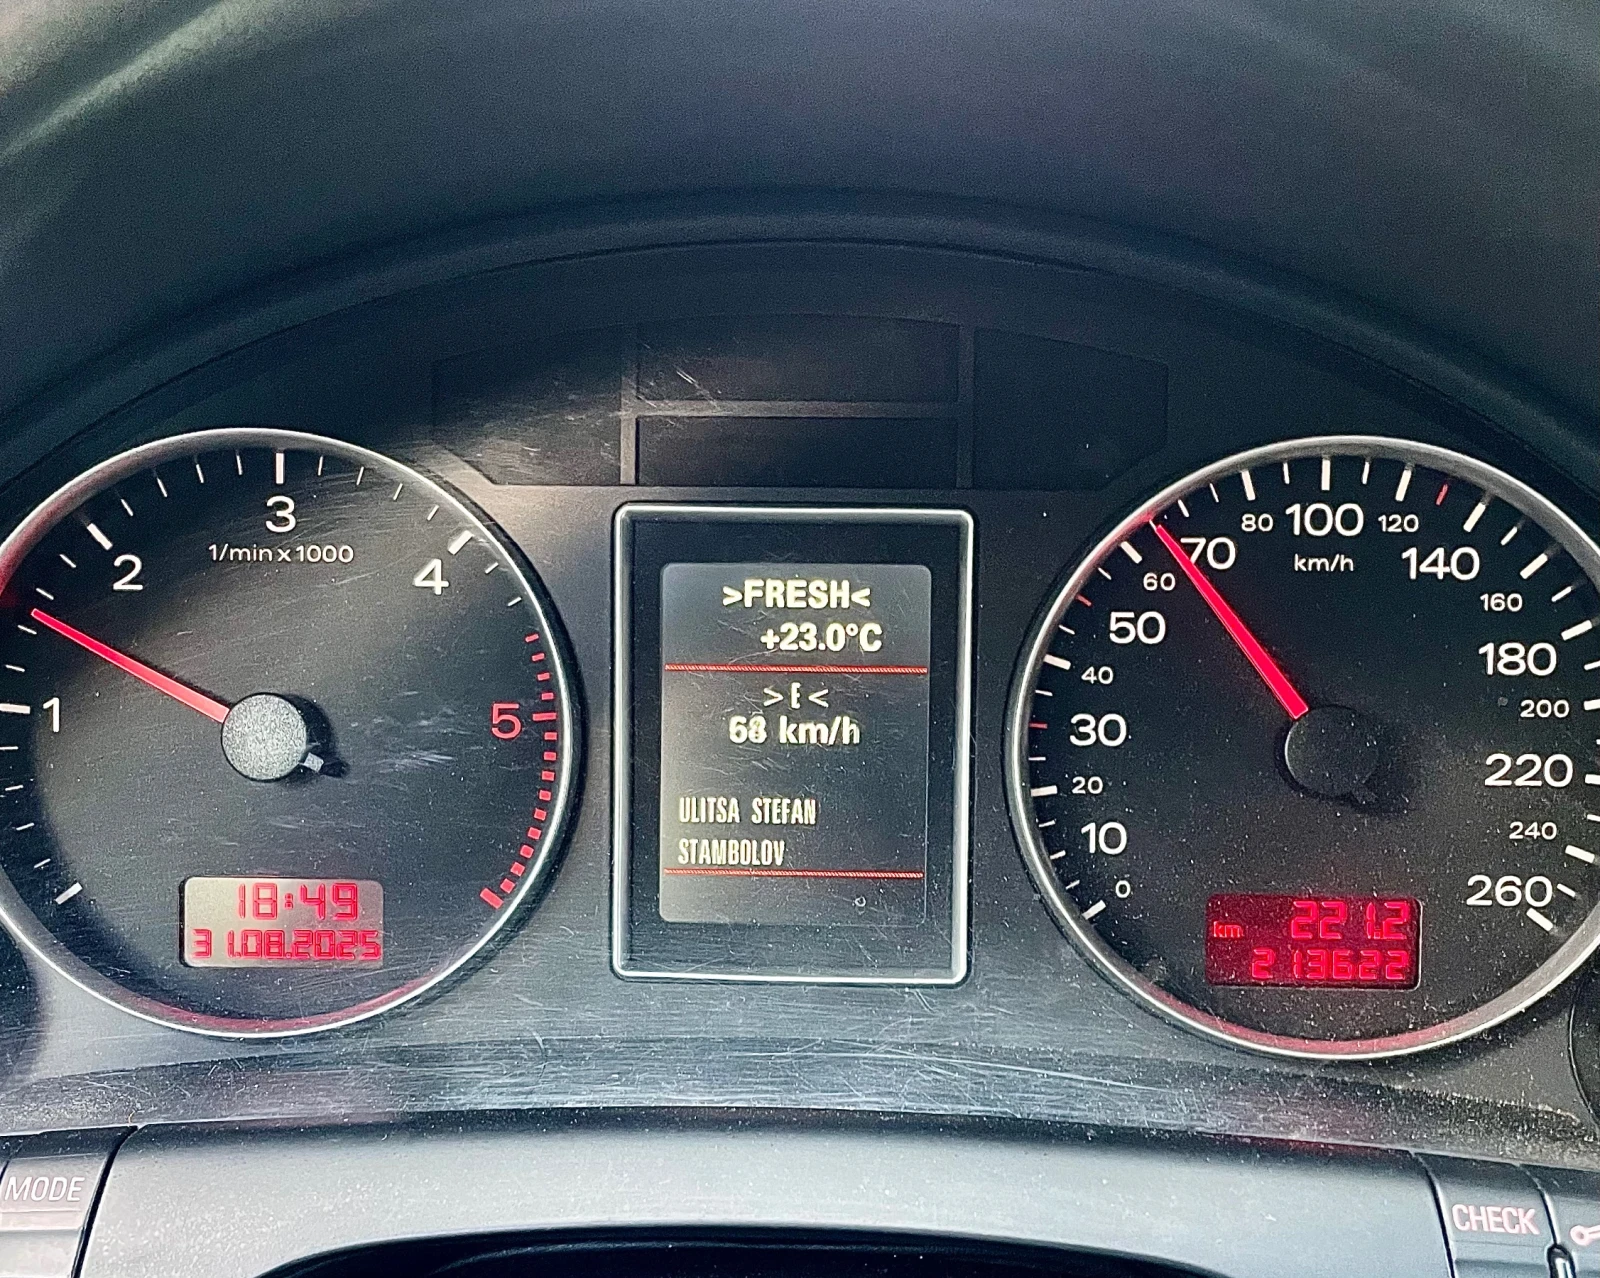 3
2
1/min x 1000
4
1
5
18:49
31.08.2025
>FRESH<
+23.0°C
> E <
68 km/h
ULITSA STEFAN
STAMBOLOV
80
100
120
70
km/h
140
60
160
50
180
40
200
30
220
20
240
10
260
0
km 221.2
213622
MODE
CHECK